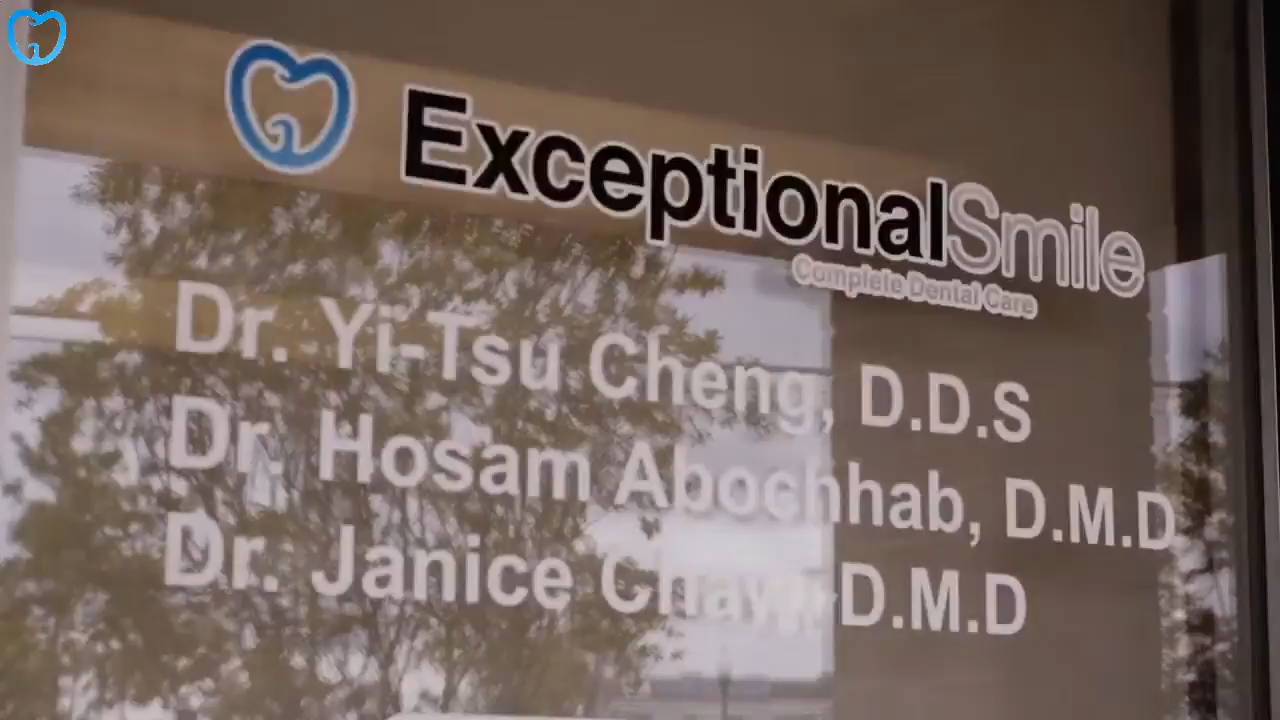 ExceptionalSmile
Complete Dental Care
Dr. Yi-Tsu Cheng, D.D.S
Dr. Hosam Abochhab, D.M.D
Dr. Janice D.M.D